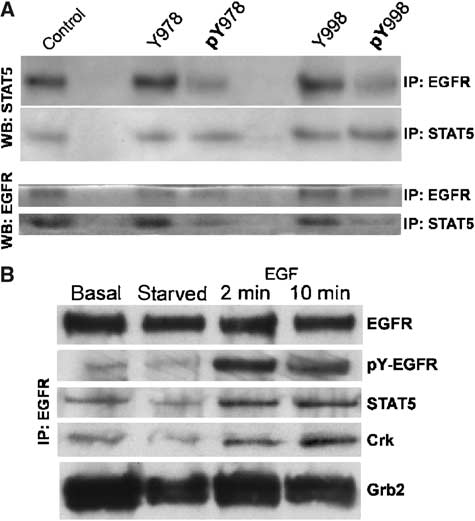 A
Control
Y978
pY978
Y998
pY998
WB: STAT5
IP: EGFR
IP: STAT5
WB: EGFR
IP: EGFR
IP: STAT5
B
EGF
Basal Starved 2 min 10 min
IP: EGFR
EGFR
pY-EGFR
STAT5
Crk
Grb2